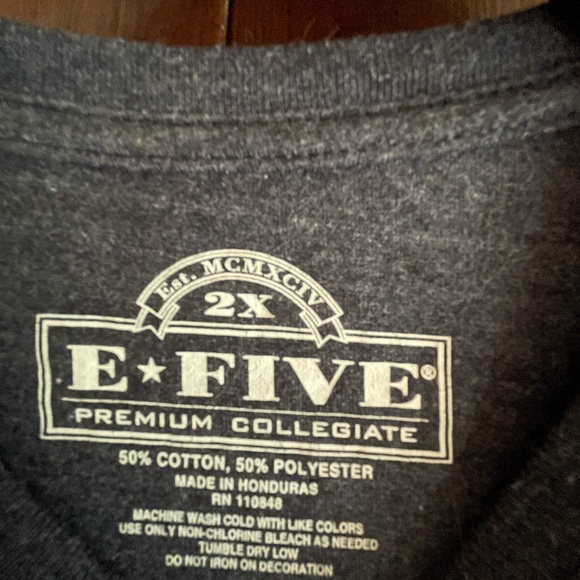 Est. MCMXCIV
2X
E★FIVE®
PREMIUM COLLEGIATE
50% COTTON, 50% POLYESTER
MADE IN HONDURAS
RN 110848
MACHINE WASH COLD WITH LIKE COLORS
USE ONLY NON-CHLORINE BLEACH AS NEEDED
TUMBLE DRY LOW
DO NOT IRON ON DECORATION